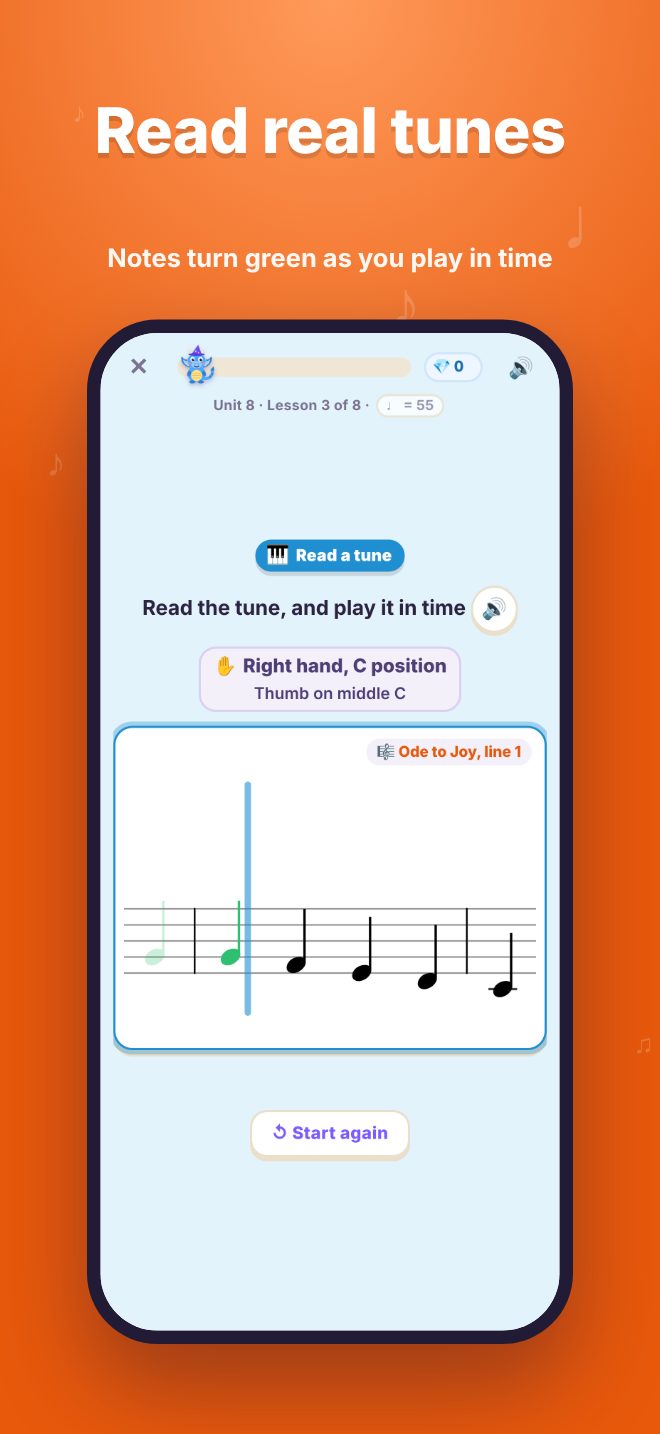 Read real tunes
Notes turn green as you play in time
✕ 💎 0 🔊
Unit 8 · Lesson 3 of 8 · ♩ = 55
🎹 Read a tune
Read the tune, and play it in time 🔊
✋ Right hand, C position
Thumb on middle C
🎼 Ode to Joy, line 1
↺ Start again